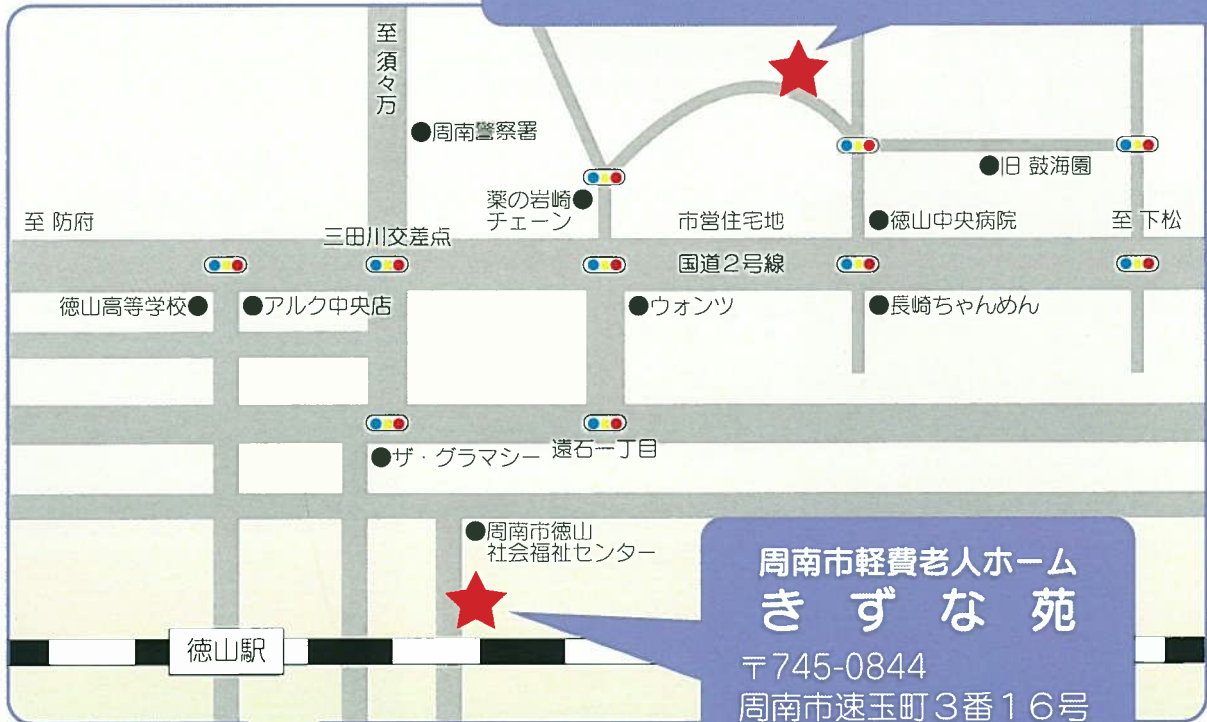 至 須々万
周南警察署
薬の岩崎
チェーン
旧 鼓海園
至 防府
三田川交差点
市営住宅地
徳山中央病院
至 下松
国道２号線
徳山高等学校
アルク中央店
ウォンツ
長崎ちゃんめん
ザ・グラマシー
遠石一丁目
周南市徳山
社会福祉センター
徳山駅
周南市軽費老人ホーム
きずな苑
〒745-0844
周南市速玉町３番１６号